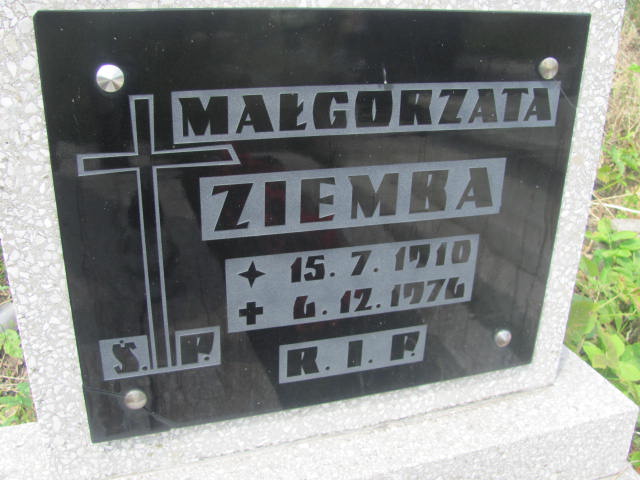 MAŁGORZATA
ZIEMBA
15. 7. 1910
6. 12. 1976
Ś. P. R. I. P.